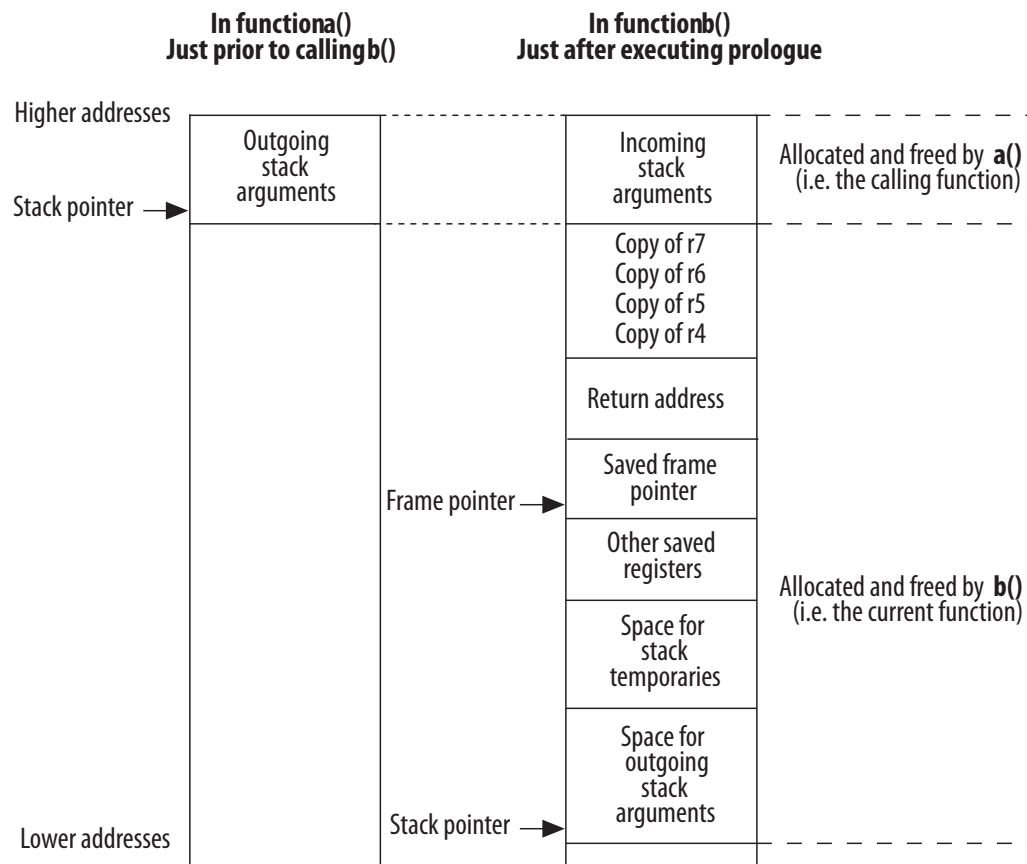 In functiona()
Just prior to callingb()
In functionb()
Just after executing prologue
Higher addresses
Outgoing
stack
arguments
Incoming
stack
arguments
Allocated and freed by a()
(i.e. the calling function)
Stack pointer
Copy of r7
Copy of r6
Copy of r5
Copy of r4
Return address
Saved frame
pointer
Frame pointer
Other saved
registers
Allocated and freed by b()
(i.e. the current function)
Space for
stack
temporaries
Space for
outgoing
stack
arguments
Stack pointer
Lower addresses